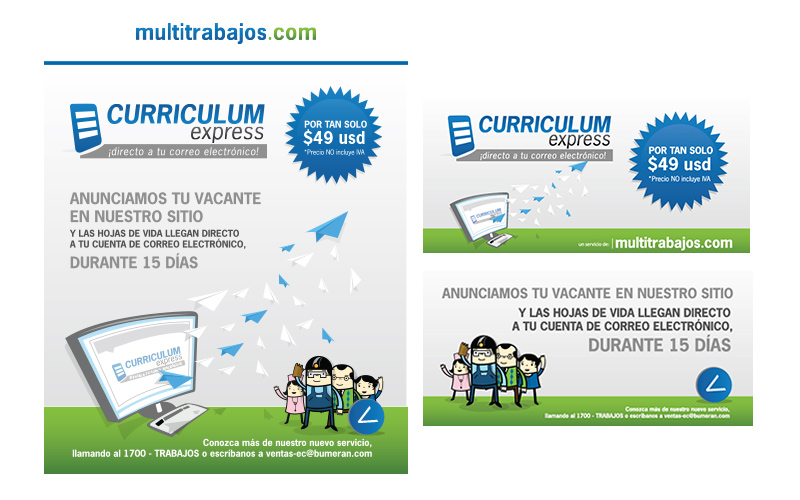 multitrabajos.com
CURRICULUM
express
¡directo a tu correo electrónico!
POR TAN SOLO
$49 usd
*Precio NO incluye IVA
ANUNCIAMOS TU VACANTE
EN NUESTRO SITIO
Y LAS HOJAS DE VIDA LLEGAN DIRECTO
A TU CUENTA DE CORREO ELECTRÓNICO,
DURANTE 15 DÍAS
CURRICULUM
express
Conozca más de nuestro nuevo servicio,
llamando al 1700 - TRABAJOS o escríbanos a ventas-ec@bumeran.com
CURRICULUM
express
¡directo a tu correo electrónico!
POR TAN SOLO
$49 usd
*Precio NO incluye IVA
un servicio de: multitrabajos.com
ANUNCIAMOS TU VACANTE EN NUESTRO SITIO
Y LAS HOJAS DE VIDA LLEGAN DIRECTO
A TU CUENTA DE CORREO ELECTRÓNICO,
DURANTE 15 DÍAS
Conozca más de nuestro nuevo servicio,
llamando al 1700 - TRABAJOS o escríbanos a ventas-ec@bumeran.com